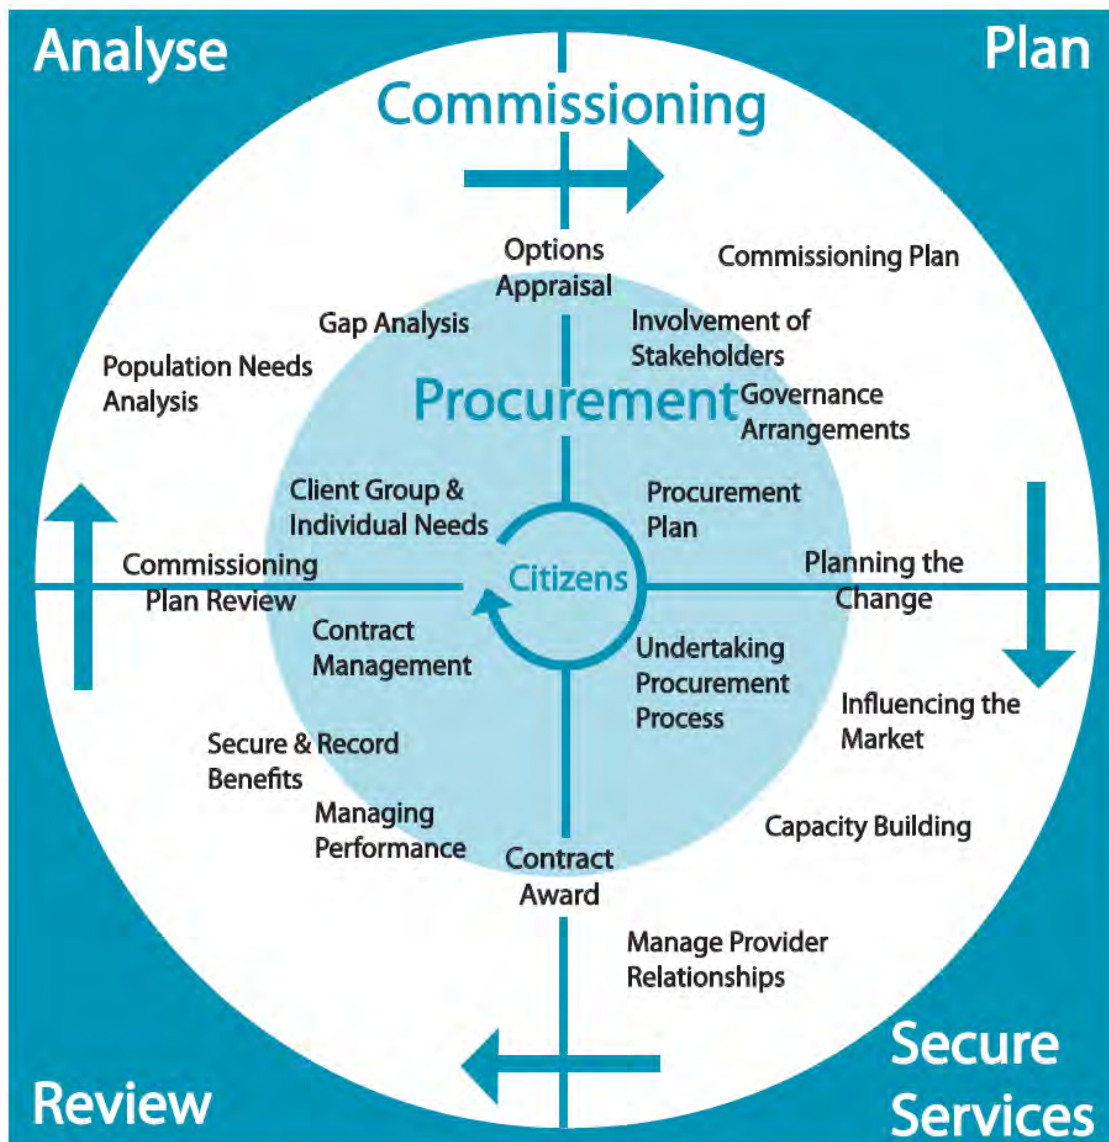 Analyse
Plan
Commissioning
Options
Appraisal
Commissioning Plan
Gap Analysis
Involvement of
Stakeholders
Population Needs
Analysis
Procurement
Governance
Arrangements
Client Group &
Individual Needs
Procurement
Plan
Commissioning
Plan Review
Citizens
Planning the
Change
Contract
Management
Undertaking
Procurement
Process
Influencing the
Market
Secure & Record
Benefits
Managing
Performance
Capacity Building
Contract
Award
Manage Provider
Relationships
Review
Secure
Services